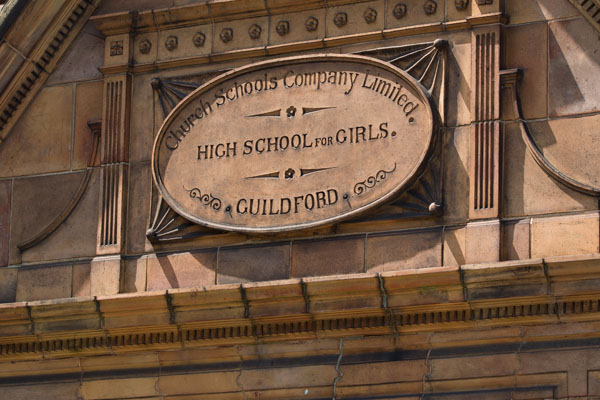 Church Schools Company Limited.
HIGH SCHOOL FOR GIRLS.
GUILDFORD.